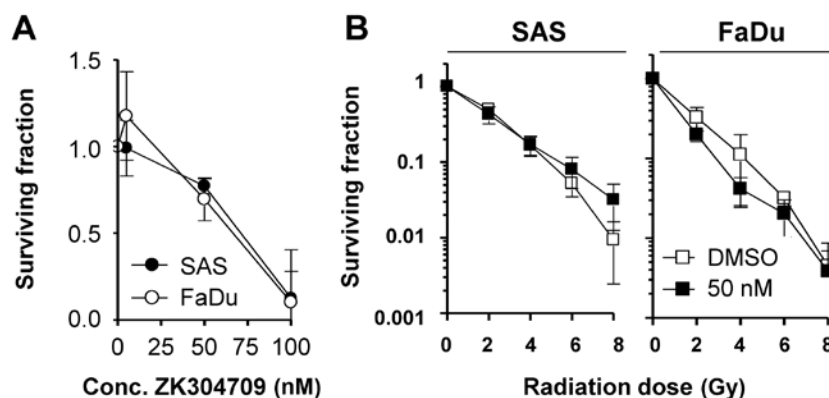 A
Surviving fraction
1.5
1.0
0.5
0.0
SAS
FaDu
0 25 50 75 100
Conc. ZK304709 (nM)
B
SAS FaDu
Surviving fraction
1
0.1
0.01
0.001
DMSO
50 nM
0 2 4 6 8 0 2 4 6 8
Radiation dose (Gy)